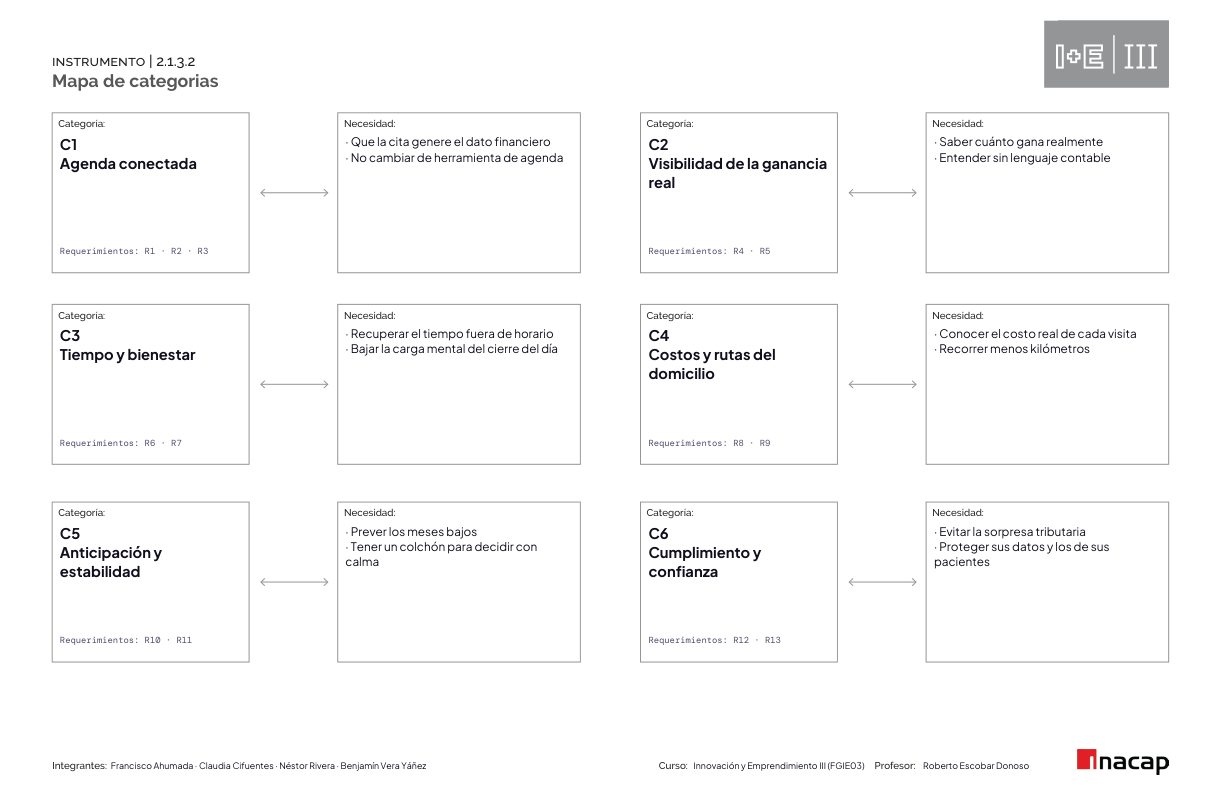 INSTRUMENTO | 2.1.3.2
Mapa de categorias
I+E | III
Categoría:
C1
Agenda conectada
Requerimientos: R1 · R2 · R3
Necesidad:
· Que la cita genere el dato financiero
· No cambiar de herramienta de agenda
Categoría:
C2
Visibilidad de la ganancia
real
Requerimientos: R4 · R5
Necesidad:
· Saber cuánto gana realmente
· Entender sin lenguaje contable
Categoría:
C3
Tiempo y bienestar
Requerimientos: R6 · R7
Necesidad:
· Recuperar el tiempo fuera de horario
· Bajar la carga mental del cierre del día
Categoría:
C4
Costos y rutas del
domicilio
Requerimientos: R8 · R9
Necesidad:
· Conocer el costo real de cada visita
· Recorrer menos kilómetros
Categoría:
C5
Anticipación y
estabilidad
Requerimientos: R10 · R11
Necesidad:
· Prever los meses bajos
· Tener un colchón para decidir con
calma
Categoría:
C6
Cumplimiento y
confianza
Requerimientos: R12 · R13
Necesidad:
· Evitar la sorpresa tributaria
· Proteger sus datos y los de sus
pacientes
Integrantes: Francisco Ahumada · Claudia Cifuentes · Néstor Rivera · Benjamín Vera Yáñez
Curso: Innovación y Emprendimiento III (FGIE03) Profesor: Roberto Escobar Donoso
inacap